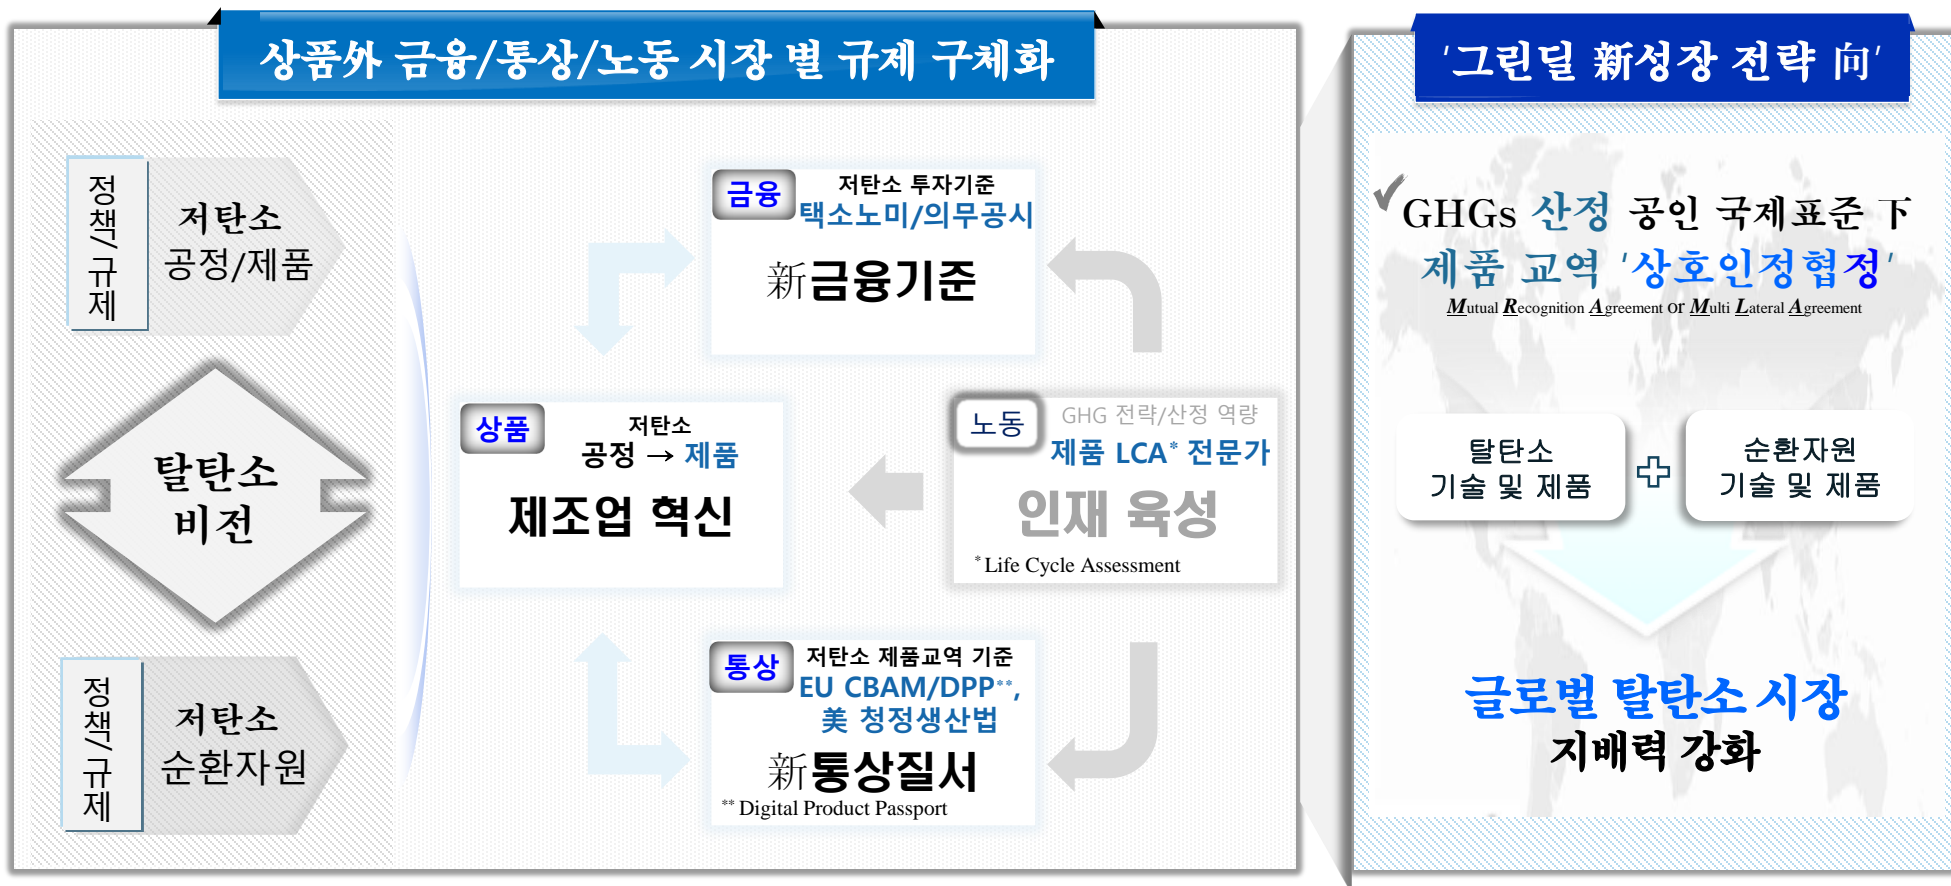 상품外 금융/통상/노동 시장 별 규제 구체화
정책/규제
저탄소
공정/제품
탈탄소
비전
정책/규제
저탄소
순환자원
금융
저탄소 투자기준
택소노미/의무공시
新금융기준
상품
저탄소
공정 → 제품
제조업 혁신
노동
GHG 전략/산정 역량
제품 LCA* 전문가
인재 육성
* Life Cycle Assessment
통상
저탄소 제품교역 기준
EU CBAM/DPP**,
美 청정생산법
新통상질서
** Digital Product Passport
'그린딜 新성장 전략 向'
✓GHGs 산정 공인 국제표준 下
제품 교역 '상호인정협정'
Mutual Recognition Agreement or Multi Lateral Agreement
탈탄소
기술 및 제품
순환자원
기술 및 제품
글로벌 탈탄소 시장
지배력 강화